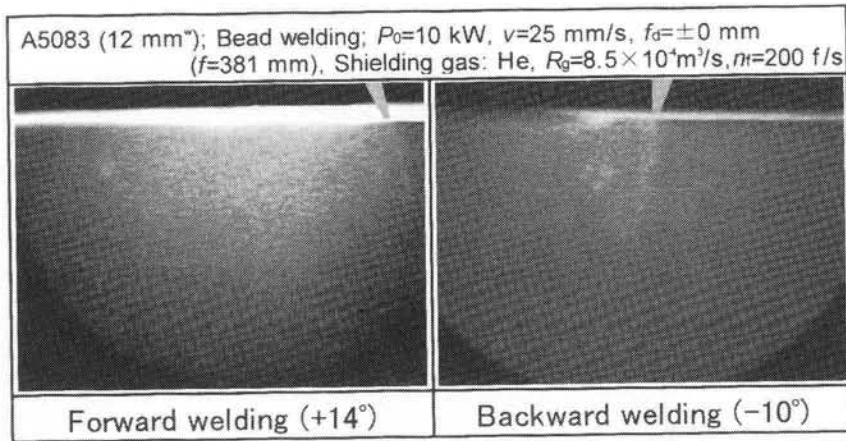 A5083 (12 mmᵗ); Bead welding; P₀=10 kW, v=25 mm/s, fd=±0 mm
(f=381 mm), Shielding gas: He, Rg=8.5×10⁻⁴m³/s, nf=200 f/s
Forward welding (+14°)
Backward welding (−10°)